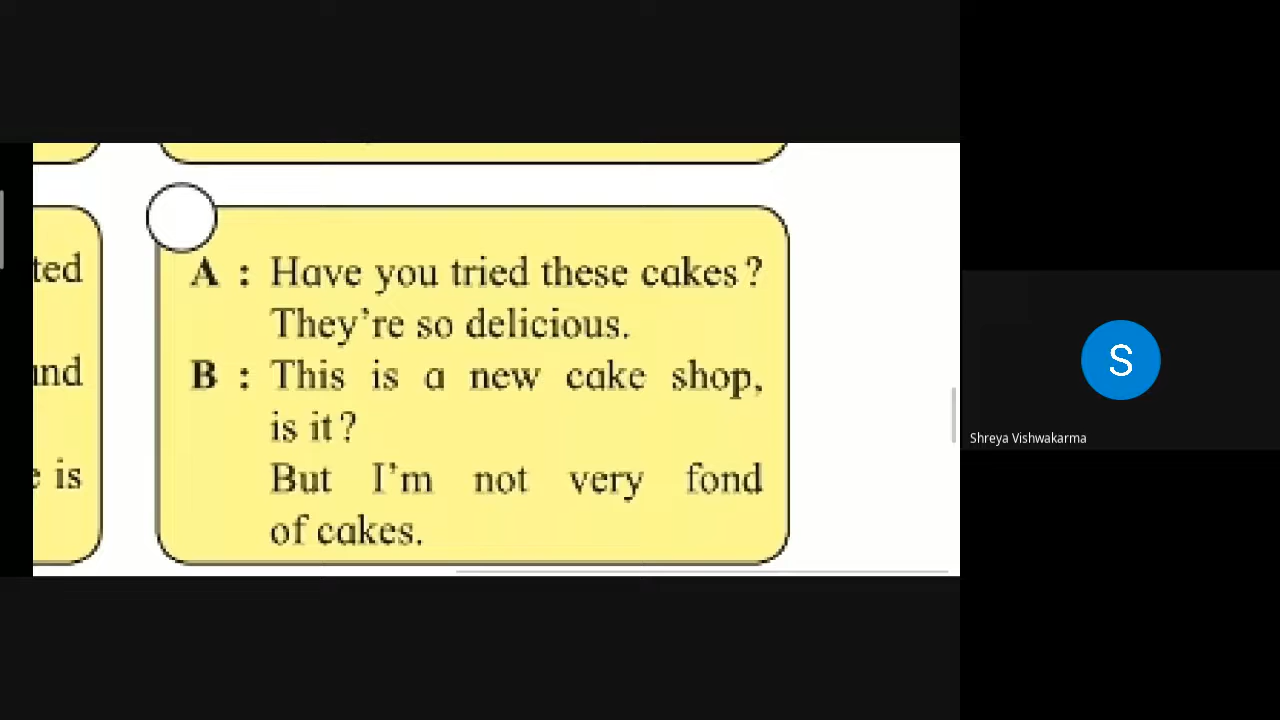 ted
und
is
A : Have you tried these cakes?
They're so delicious.
B : This is a new cake shop,
is it?
But I'm not very fond
of cakes.
S
Shreya Vishwakarma